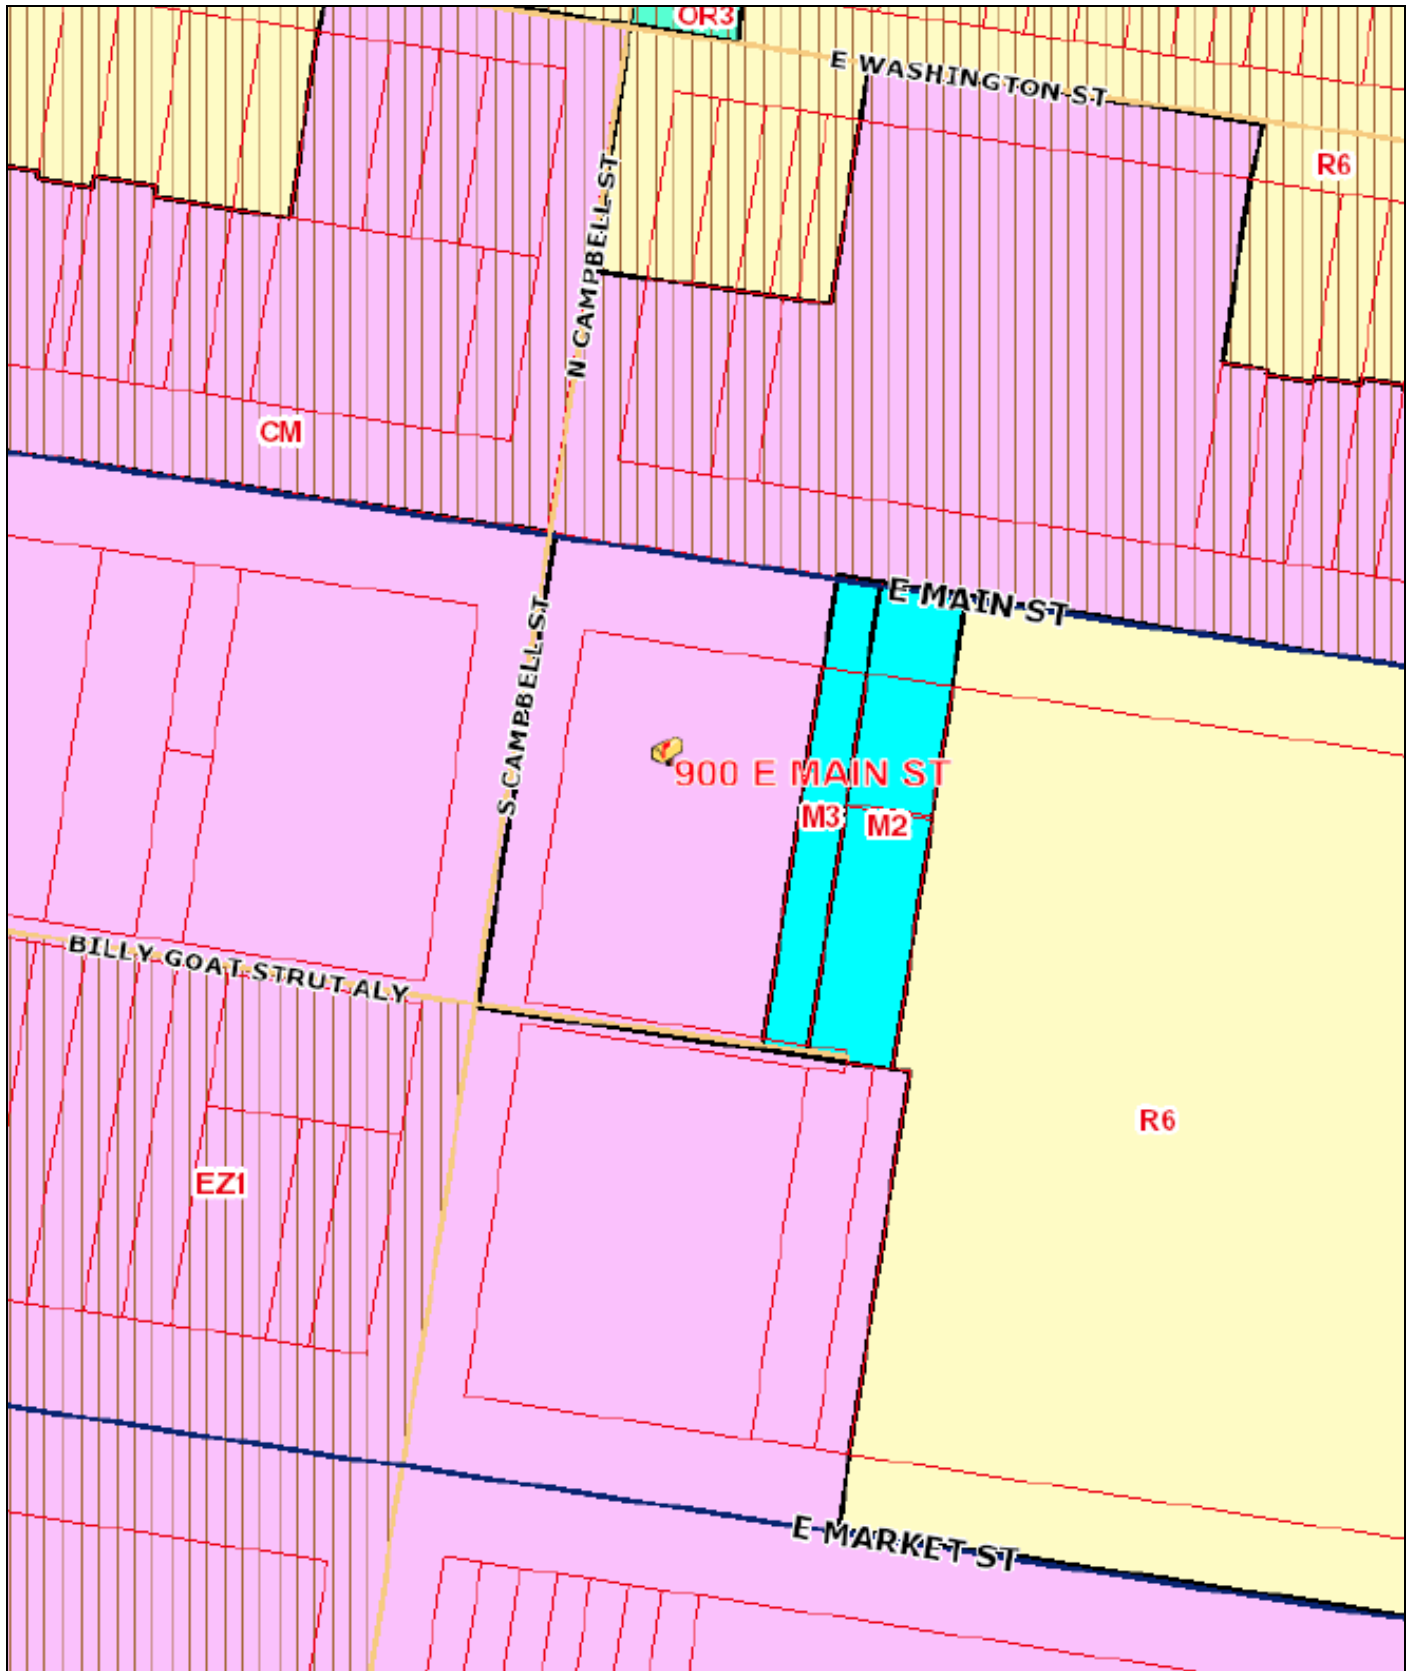 OR3
E WASHINGTON ST
R6
N CAMPBELL ST
CM
E MAIN ST
S CAMPBELL ST
900 E MAIN ST
M3
M2
BILLY GOAT STRUT ALY
R6
EZ1
E MARKET ST